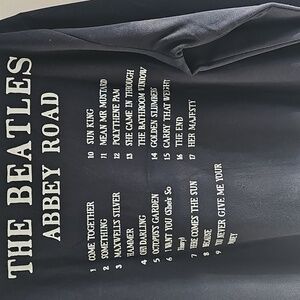 THE BEATLES
ABBEY ROAD
1 COME TOGETHER
2 SOMETHING
3 MAXWELL'S SILVER
HAMMER
4 OH! DARLING
5 OCTOPUS'S GARDEN
6 I WANT YOU (She's So
Heavy)
7 HERE COMES THE SUN
8 BECAUSE
9 YOU NEVER GIVE ME YOUR
MONEY
10 SUN KING
11 MEAN MR MUSTARD
12 POLYTHENE PAM
13 SHE CAME IN THROUGH
THE BATHROOM WINDOW
14 GOLDEN SLUMBERS
15 CARRY THAT WEIGHT
16 THE END
17 HER MAJESTY